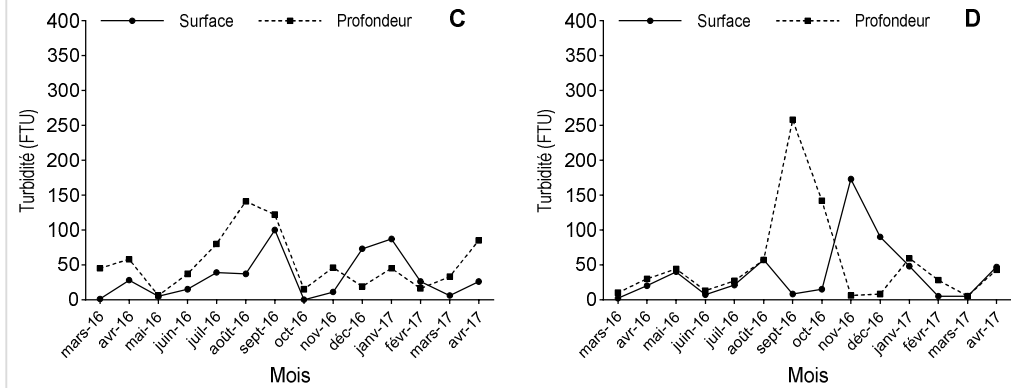 Surface Profondeur C
400
350
300
250
200
150
100
50
0
Turbidité (FTU)
mars-16 avr-16 mai-16 juin-16 juil-16 août-16 sept-16 oct-16 nov-16 déc-16 janv-17 févr-17 mars-17 avr-17
Mois
Surface Profondeur D
400
350
300
250
200
150
100
50
0
Turbidité (FTU)
mars-16 avr-16 mai-16 juin-16 juil-16 août-16 sept-16 oct-16 nov-16 déc-16 janv-17 févr-17 mars-17 avr-17
Mois